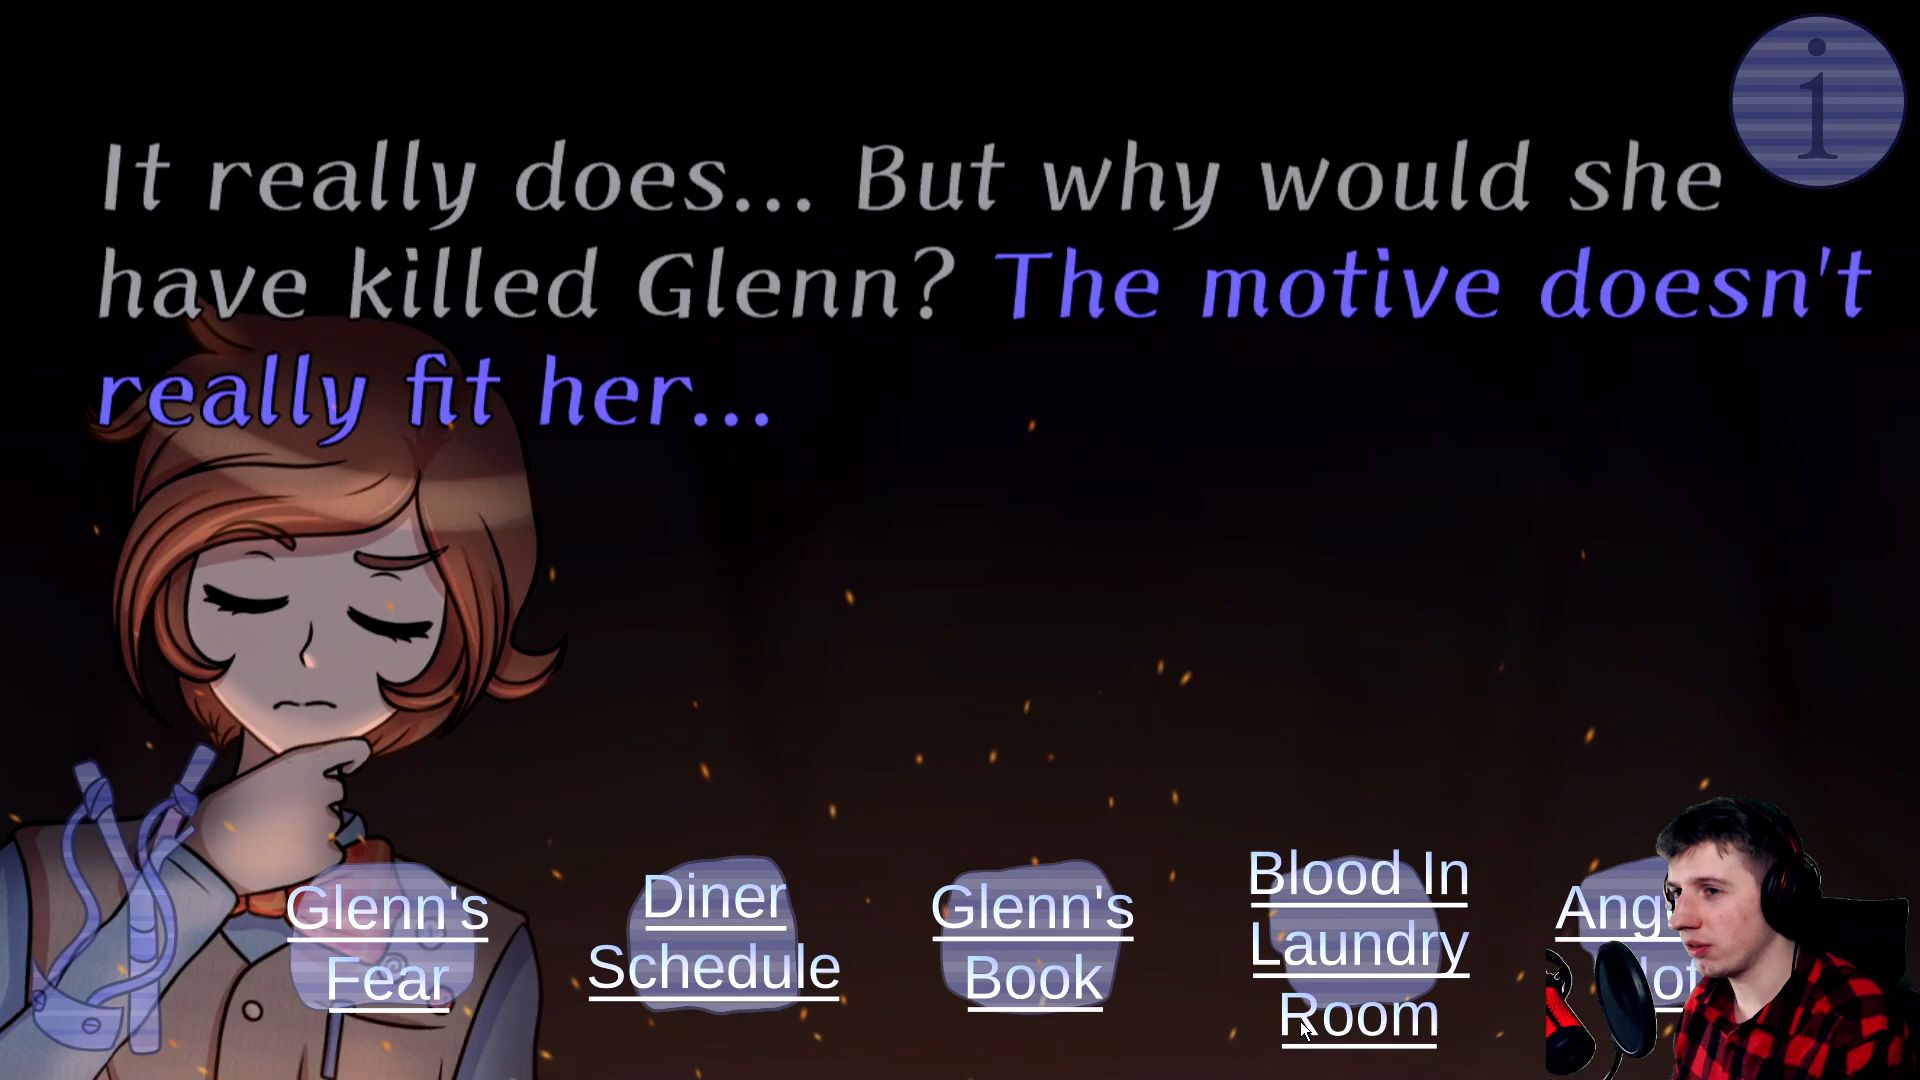 It really does... But why would she
have killed Glenn? The motive doesn't
really fit her...
Glenn's
Fear
Diner
Schedule
Glenn's
Book
Blood In
Laundry
Room
i